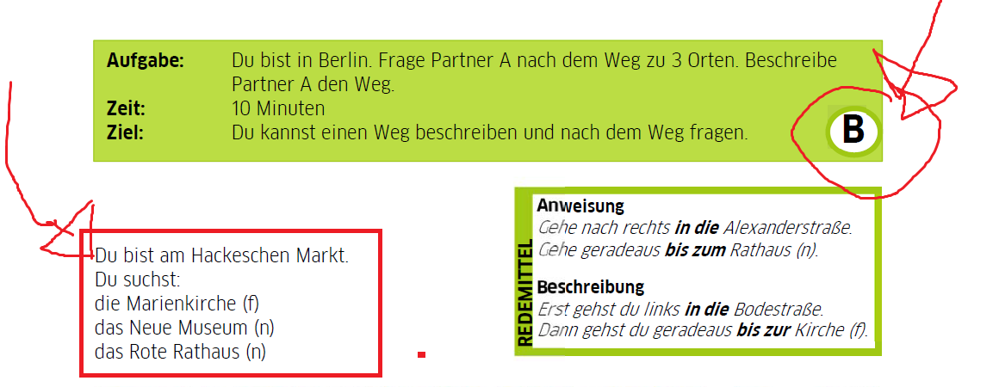 Aufgabe: Du bist in Berlin. Frage Partner A nach dem Weg zu 3 Orten. Beschreibe
Partner A den Weg.
Zeit: 10 Minuten
Ziel: Du kannst einen Weg beschreiben und nach dem Weg fragen.
B
Du bist am Hackeschen Markt.
Du suchst:
die Marienkirche (f)
das Neue Museum (n)
das Rote Rathaus (n)
REDEMITTEL
Anweisung
Gehe nach rechts in die Alexanderstraße.
Gehe geradeaus bis zum Rathaus (n).
Beschreibung
Erst gehst du links in die Bodestraße.
Dann gehst du geradeaus bis zur Kirche (f).